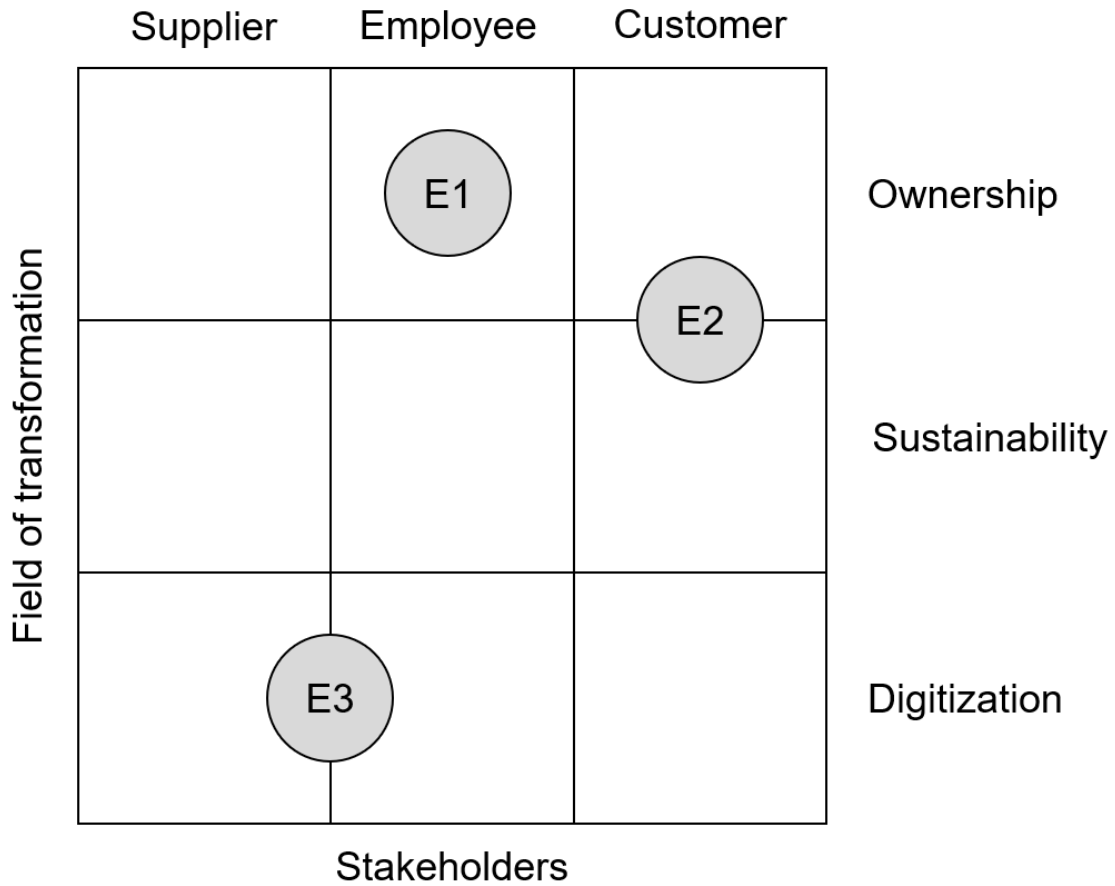 Supplier
Employee
Customer
E1
Ownership
E2
Field of transformation
Sustainability
E3
Digitization
Stakeholders